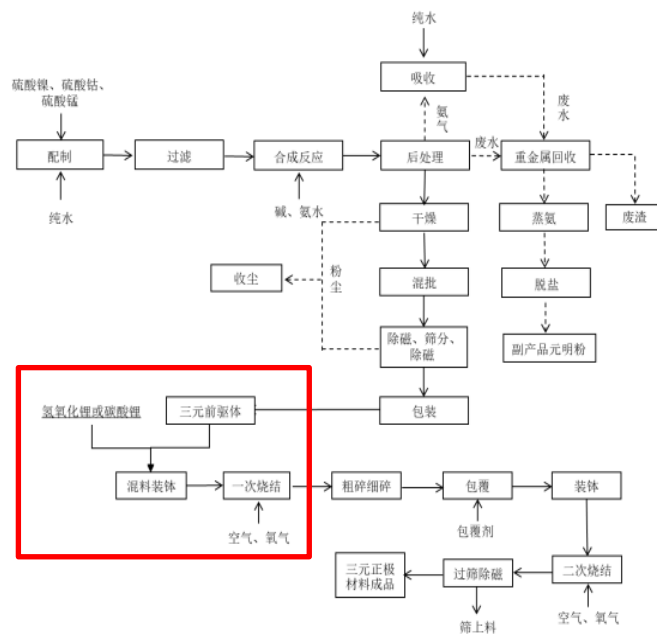 纯水
吸收
硫酸镍、硫酸钴、
硫酸锰
氨气
废水
配制
过滤
合成反应
后处理
废水
重金属回收
纯水
碱、氨水
干燥
蒸氨
废渣
收尘
粉尘
混批
脱盐
除磁、筛分、
除磁
副产品元明粉
氢氧化锂或碳酸锂
三元前驱体
包装
混料装钵
一次烧结
粗碎细碎
包覆
装钵
空气、氧气
包覆剂
三元正极
材料成品
过筛除磁
二次烧结
筛上料
空气、氧气